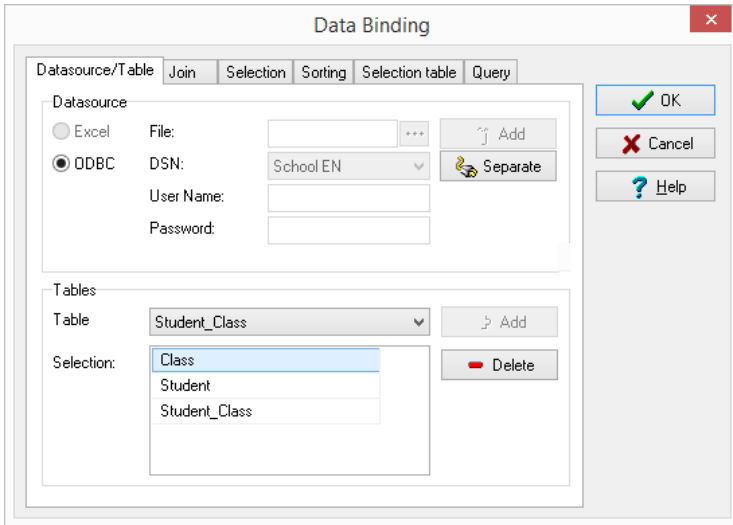 Data Binding
Datasource/Table Join Selection Sorting Selection table Query
Datasource
Excel File: ... Add
ODBC DSN: School EN Separate
User Name:
Password:
OK
Cancel
? Help
Tables
Table Student_Class Add
Selection: Class Delete
Student
Student_Class